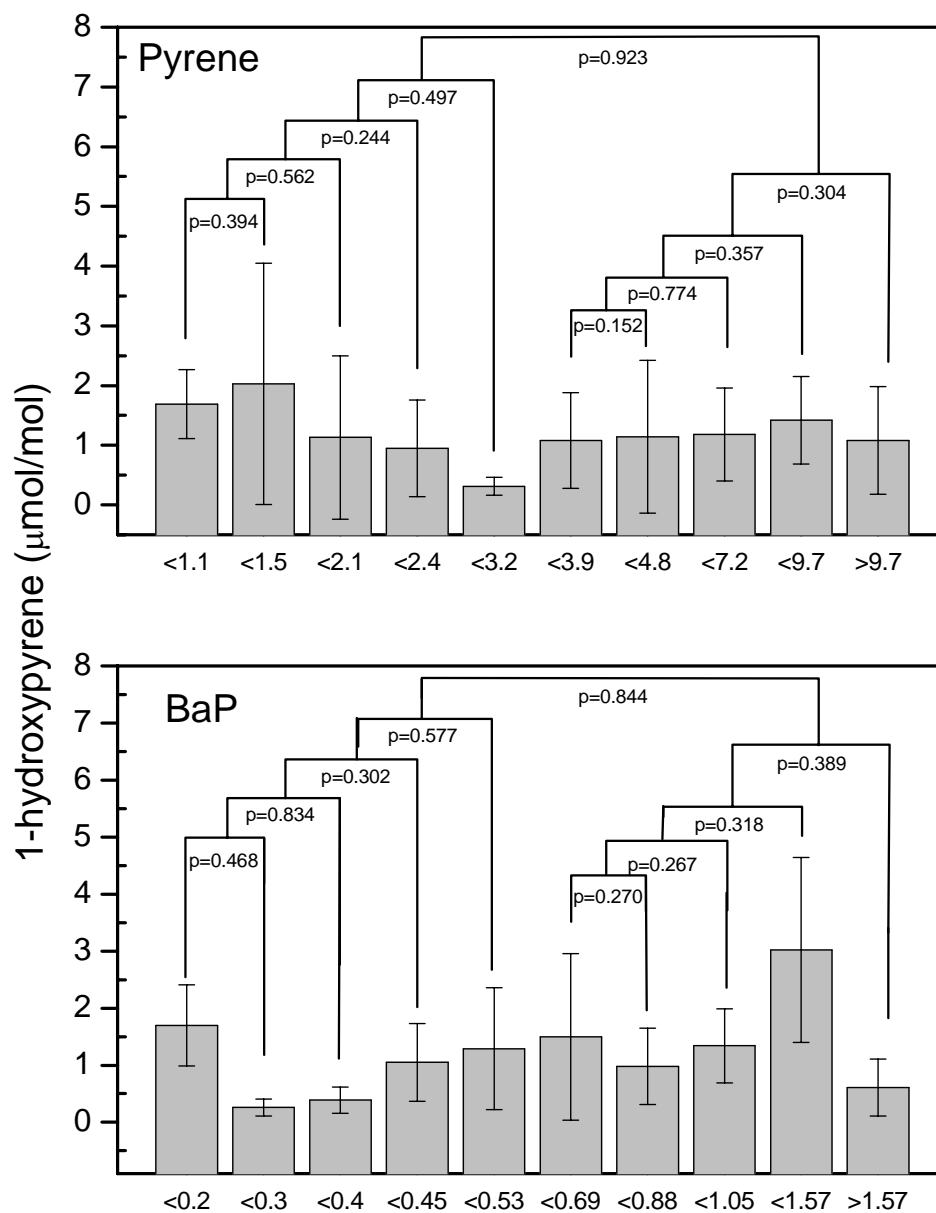 1-hydroxypyrene (μmol/mol)
8
7
6
5
4
3
2
1
0
Pyrene
p=0.923
p=0.497
p=0.244
p=0.562
p=0.394
p=0.304
p=0.357
p=0.774
p=0.152
<1.1 <1.5 <2.1 <2.4 <3.2 <3.9 <4.8 <7.2 <9.7 >9.7
8
7
6
5
4
3
2
1
0
BaP
p=0.844
p=0.577
p=0.302
p=0.834
p=0.468
p=0.389
p=0.318
p=0.267
p=0.270
<0.2 <0.3 <0.4 <0.45 <0.53 <0.69 <0.88 <1.05 <1.57 >1.57